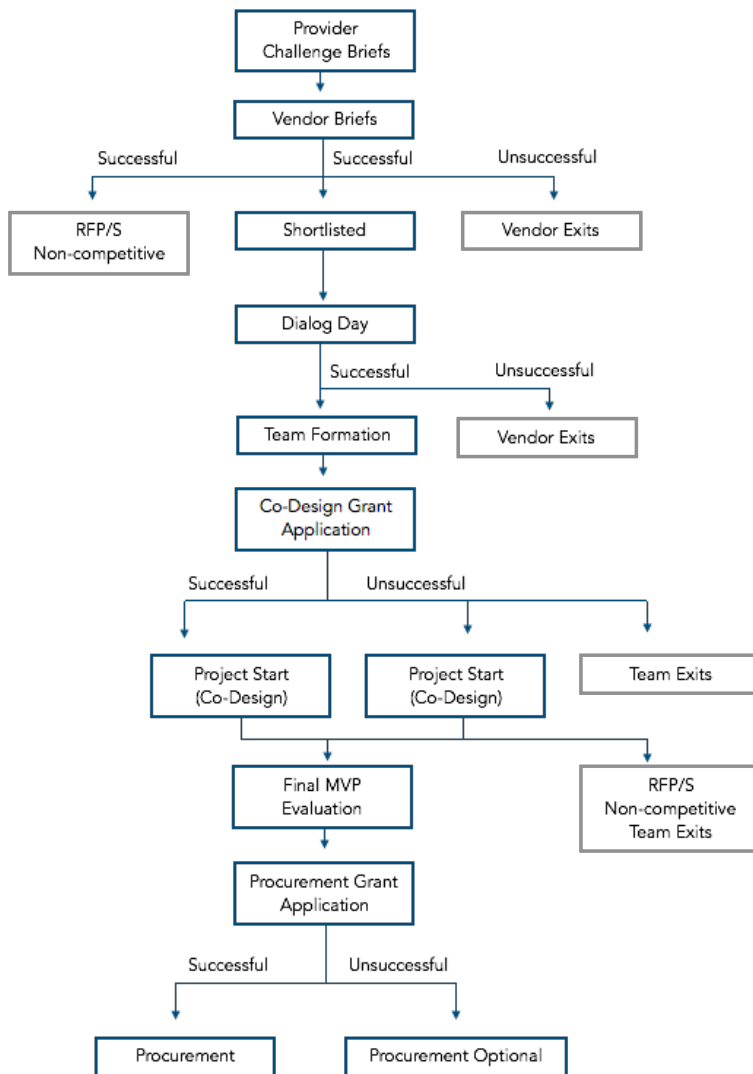 Provider
Challenge Briefs
Vendor Briefs
Successful
Successful
Unsuccessful
RFP/S
Non-competitive
Shortlisted
Vendor Exits
Dialog Day
Successful
Unsuccessful
Team Formation
Vendor Exits
Co-Design Grant
Application
Successful
Unsuccessful
Project Start
(Co-Design)
Project Start
(Co-Design)
Team Exits
Final MVP
Evaluation
RFP/S
Non-competitive
Team Exits
Procurement Grant
Application
Successful
Unsuccessful
Procurement
Procurement Optional